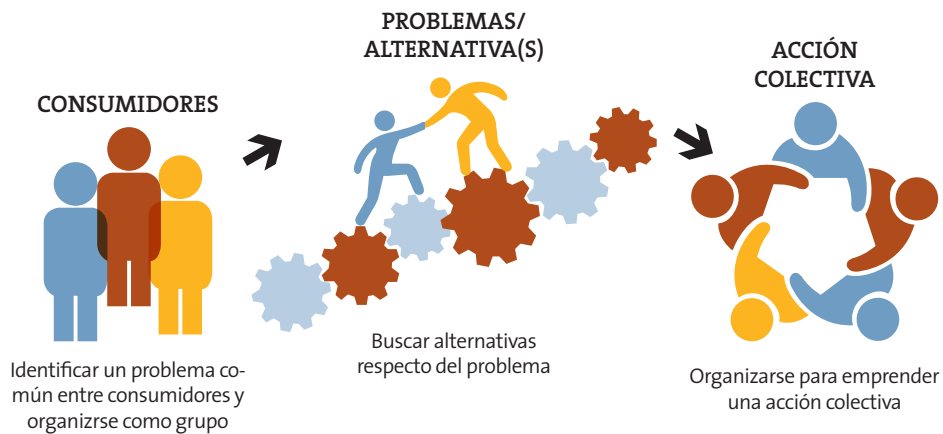 CONSUMIDORES
Identificar un problema co-
mún entre consumidores y
organizrse como grupo
PROBLEMAS/
ALTERNATIVA(S)
Buscar alternativas
respecto del problema
ACCIÓN
COLECTIVA
Organizarse para emprender
una acción colectiva